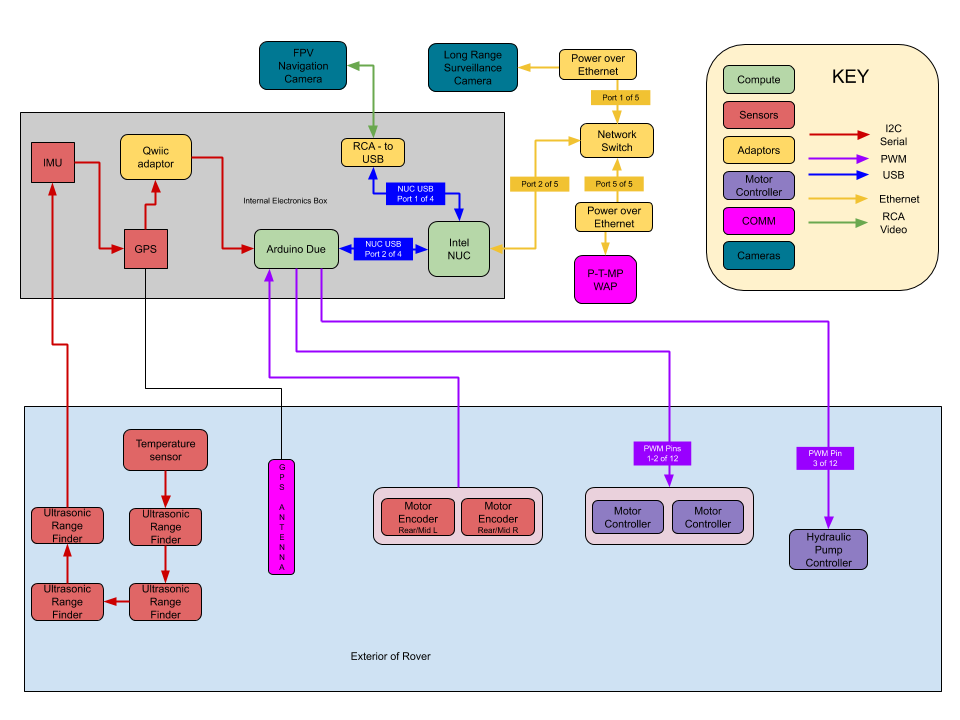 FPV
Navigation
Camera
Long Range
Surveillance
Camera
Power over
Ethernet
Port 1 of 5
Network
Switch
Port 2 of 5
Port 5 of 5
Power over
Ethernet
P-T-MP
WAP
KEY
Compute
Sensors
Adaptors
Motor
Controller
COMM
Cameras
I2C
Serial
PWM
USB
Ethernet
RCA
Video
IMU
Qwiic
adaptor
RCA - to
USB
NUC USB
Port 1 of 4
Internal Electronics Box
GPS
Arduino Due
NUC USB
Port 2 of 4
Intel
NUC
Temperature
sensor
Ultrasonic
Range
Finder
Ultrasonic
Range
Finder
Ultrasonic
Range
Finder
Ultrasonic
Range
Finder
G
P
S
A
N
T
E
N
N
A
Motor
Encoder
Rear/Mid L
Motor
Encoder
Rear/Mid R
PWM Pins
1-2 of 12
Motor
Controller
Motor
Controller
PWM Pin
3 of 12
Hydraulic
Pump
Controller
Exterior of Rover